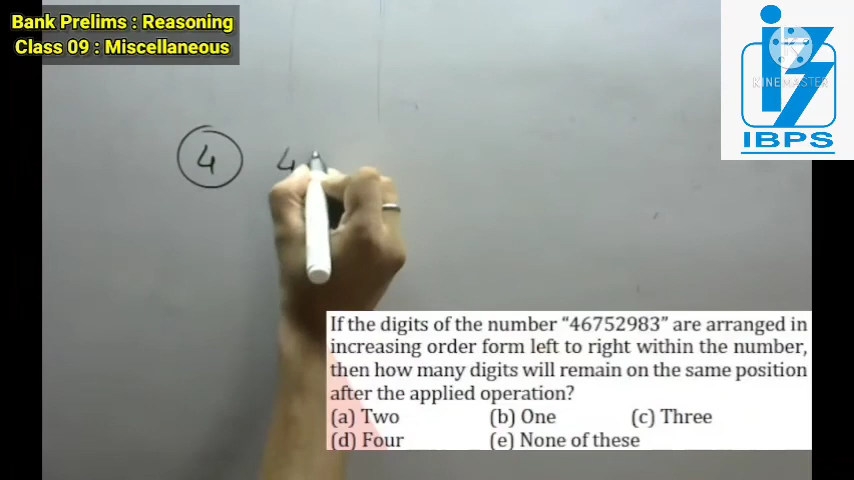 Bank Prelims : Reasoning
Class 09 : Miscellaneous
KINEMASTER
IBPS
4 4
If the digits of the number “46752983” are arranged in
increasing order form left to right within the number,
then how many digits will remain on the same position
after the applied operation?
(a) Two (b) One (c) Three
(d) Four (e) None of these